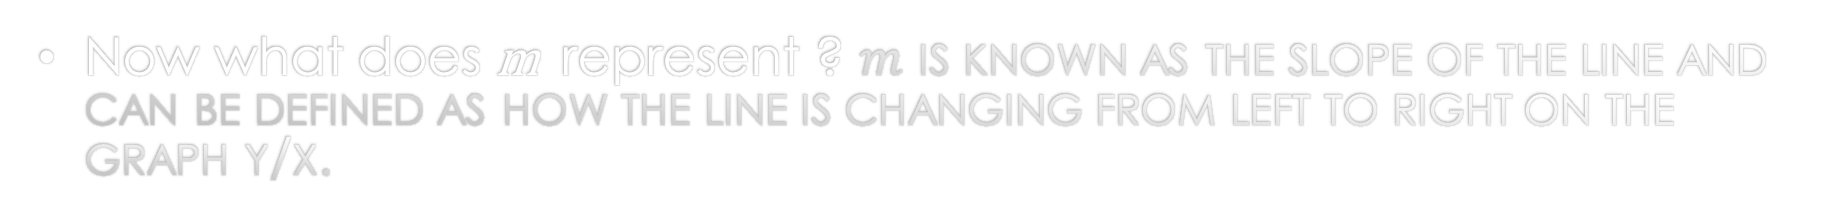 • Now what does m represent ? m IS KNOWN AS THE SLOPE OF THE LINE AND
CAN BE DEFINED AS HOW THE LINE IS CHANGING FROM LEFT TO RIGHT ON THE
GRAPH Y/X.